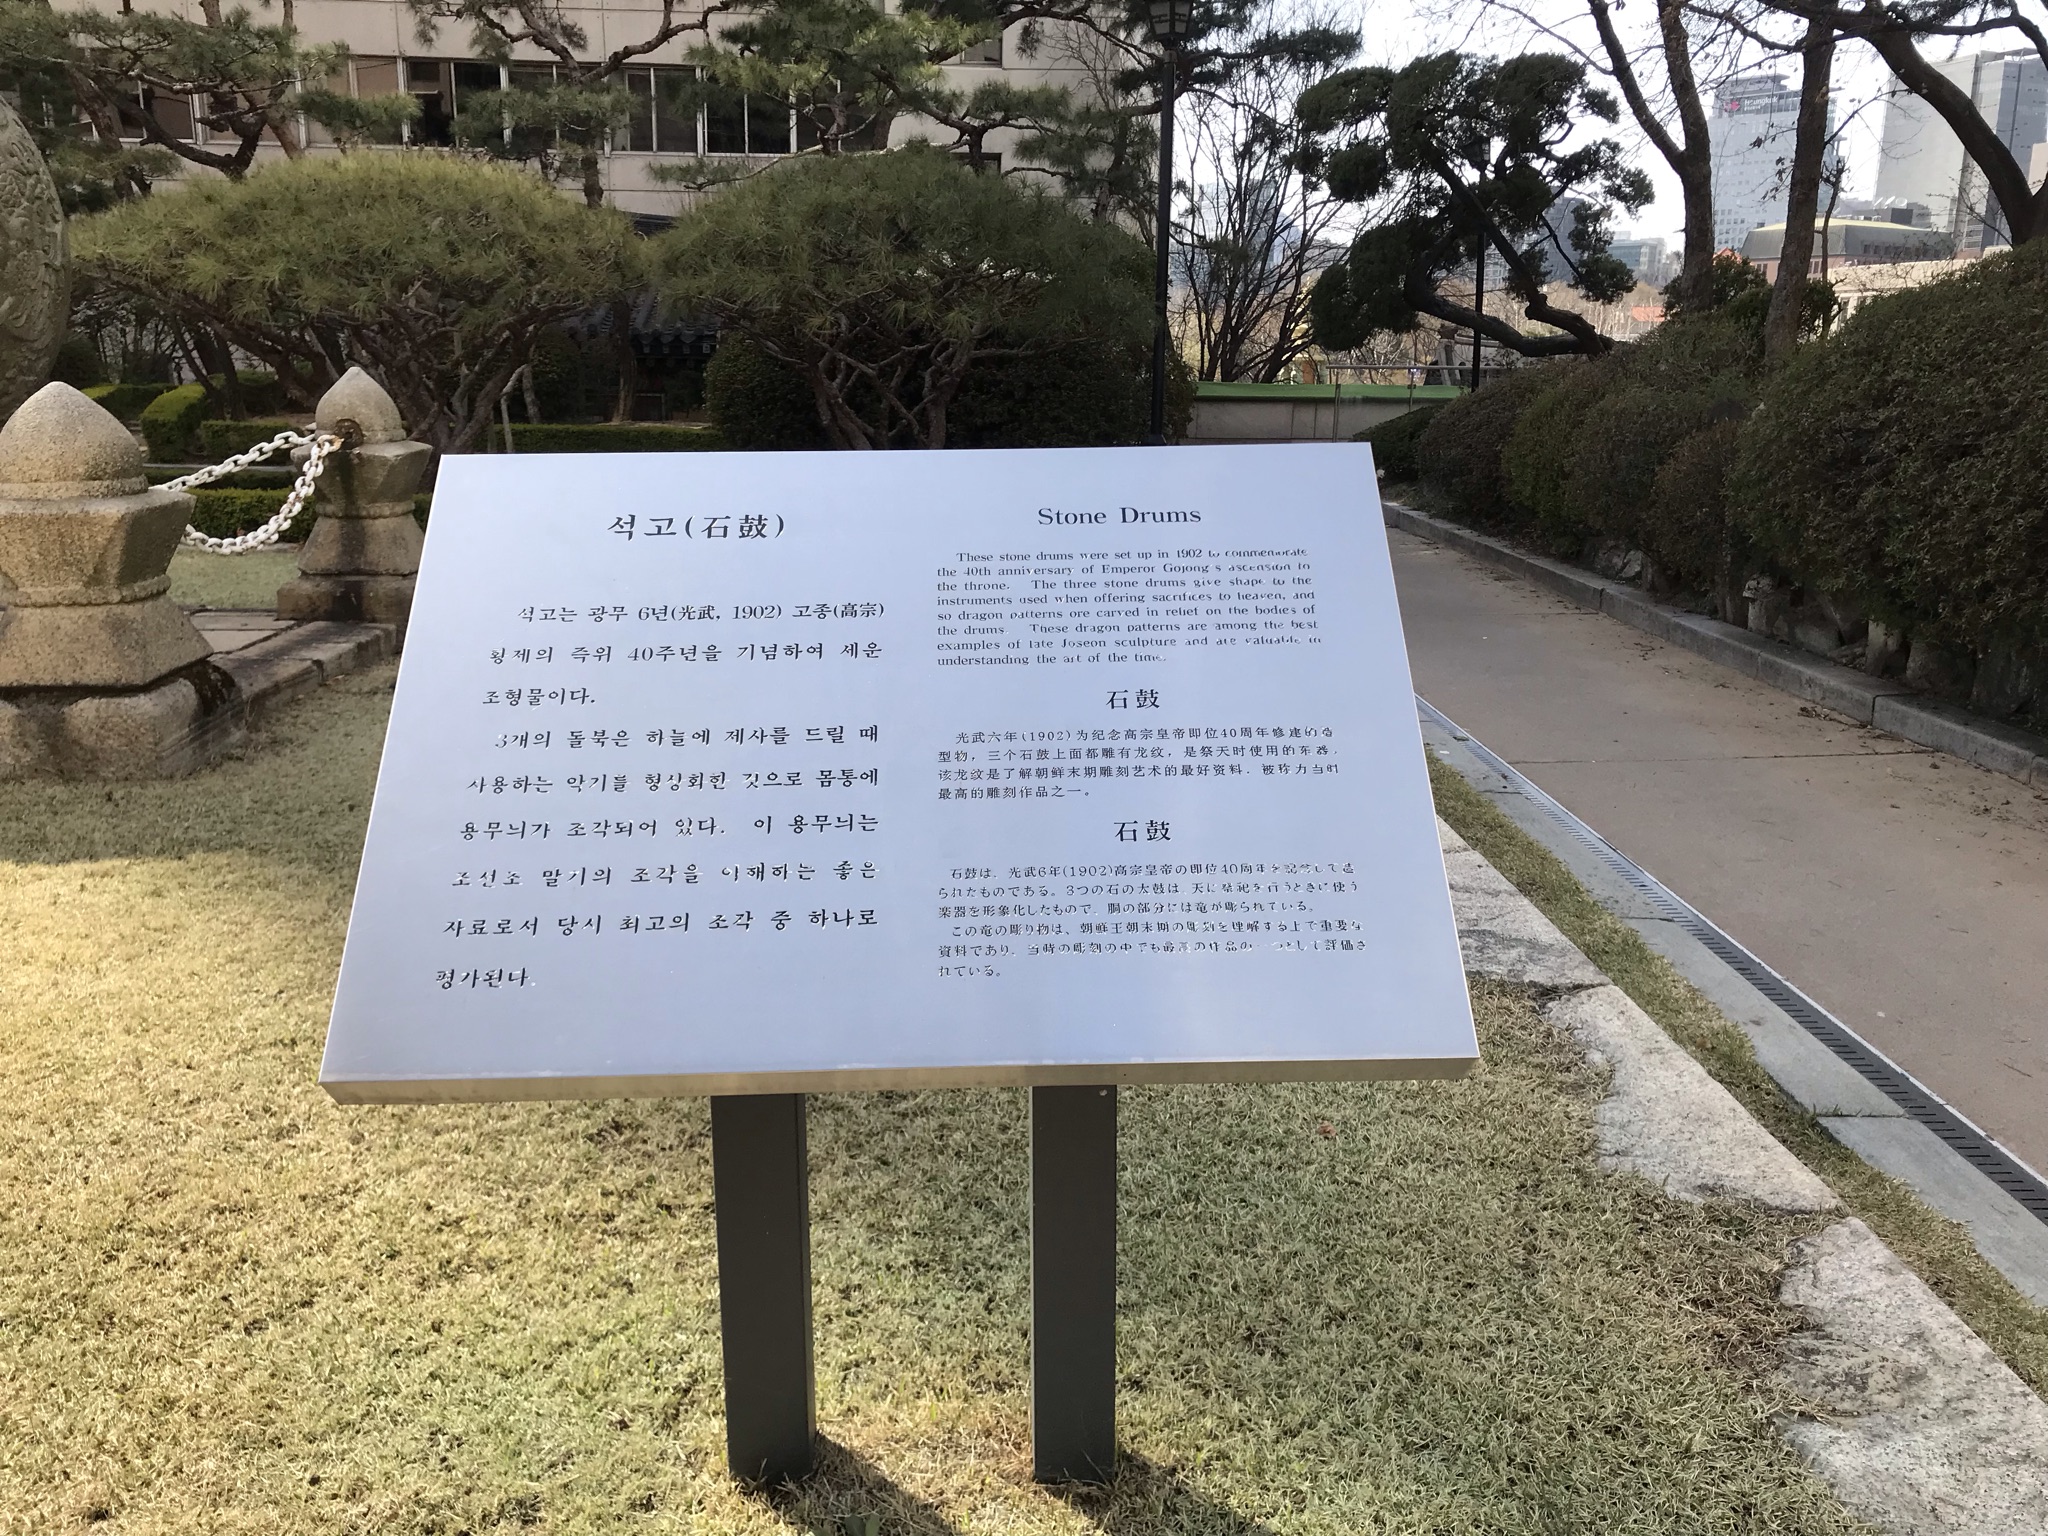 석고(石鼓)
석고는 광무 6년(光武, 1902) 고종(高宗)
황제의 즉위 40주년을 기념하여 세운
조형물이다.
3개의 돌북은 하늘에 제사를 드릴 때
사용하는 악기를 형상화한 것으로 몸통에
용무늬가 조각되어 있다. 이 용무늬는
조선조 말기의 조각을 이해하는 좋은
자료로서 당시 최고의 조각 중 하나로
평가된다.
Stone Drums
These stone drums were set up in 1902 to commemorate
the 40th anniversary of Emperor Gojong's ascension to
the throne. The three stone drums give shape to the
instruments used when offering sacrifices to heaven, and
so dragon patterns are carved in relief on the bodies of
the drums. These dragon patterns are among the best
examples of late Joseon sculpture and are valuable in
understanding the art of the time.
石鼓
光武六年(1902)为纪念高宗皇帝即位40周年修建的造
型物, 三个石鼓上面都雕有龙纹, 是祭天时使用的乐器.
该龙纹是了解朝鲜末期雕刻艺术的最好资料. 被称为当时
最高的雕刻作品之一。
石鼓
石鼓は、光武6年(1902)高宗皇帝の即位40周年を記念して造
られたものである。3つの石の太鼓は、天に祭祀を行うときに使う
楽器を形象化したもので、胴の部分には竜が彫られている。
この竜の彫り物は、朝鮮王朝末期の彫刻を理解する上で重要な
資料であり、当時の彫刻の中でも最高の作品の一つとして評価さ
れている。